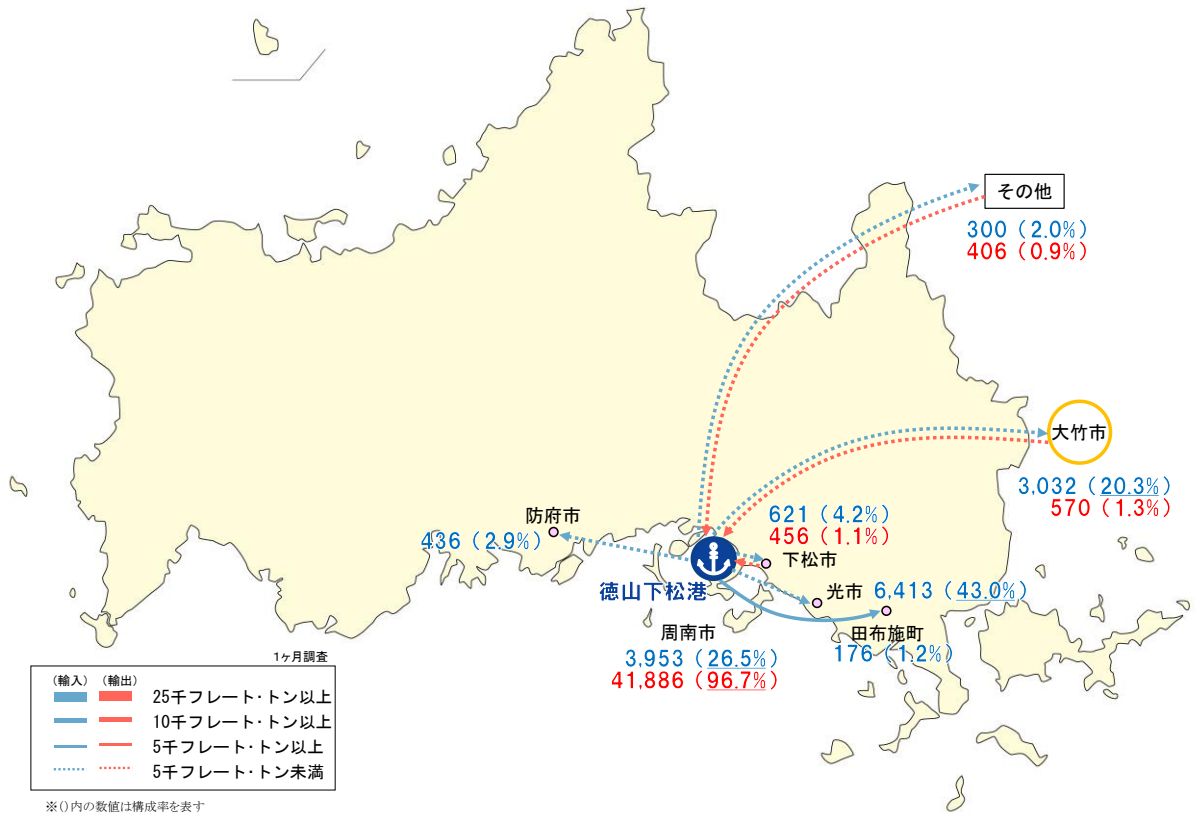 その他
300（2.0%）
406（0.9%）
大竹市
3,032（20.3%）
570（1.3%）
防府市
436（2.9%）
621（4.2%）
456（1.1%）
下松市
徳山下松港
光市
6,413（43.0%）
周南市
3,953（26.5%）
41,886（96.7%）
田布施町
176（1.2%）
1ヶ月調査
（輸入）（輸出）
25千フレート・トン以上
10千フレート・トン以上
5千フレート・トン以上
5千フレート・トン未満
※()内の数値は構成率を表す